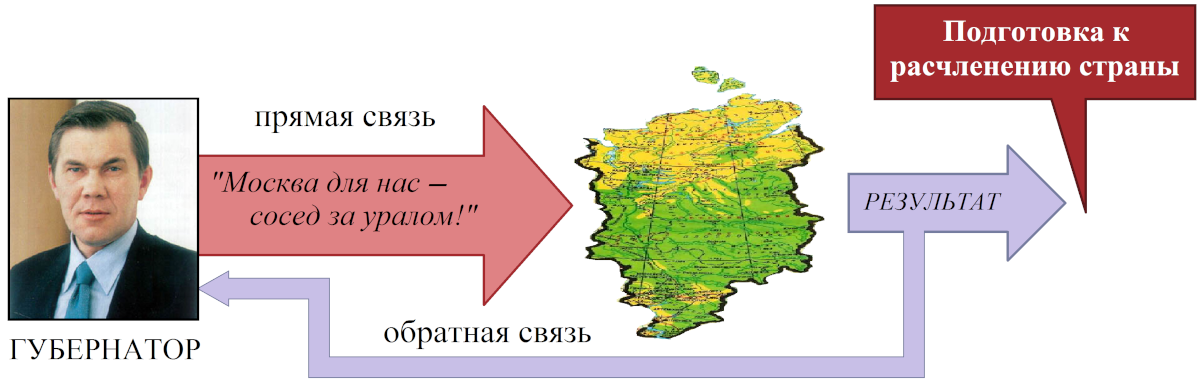 Подготовка к
расчленению страны
прямая связь
"Москва для нас –
сосед за уралом!"
РЕЗУЛЬТАТ
обратная связь
ГУБЕРНАТОР